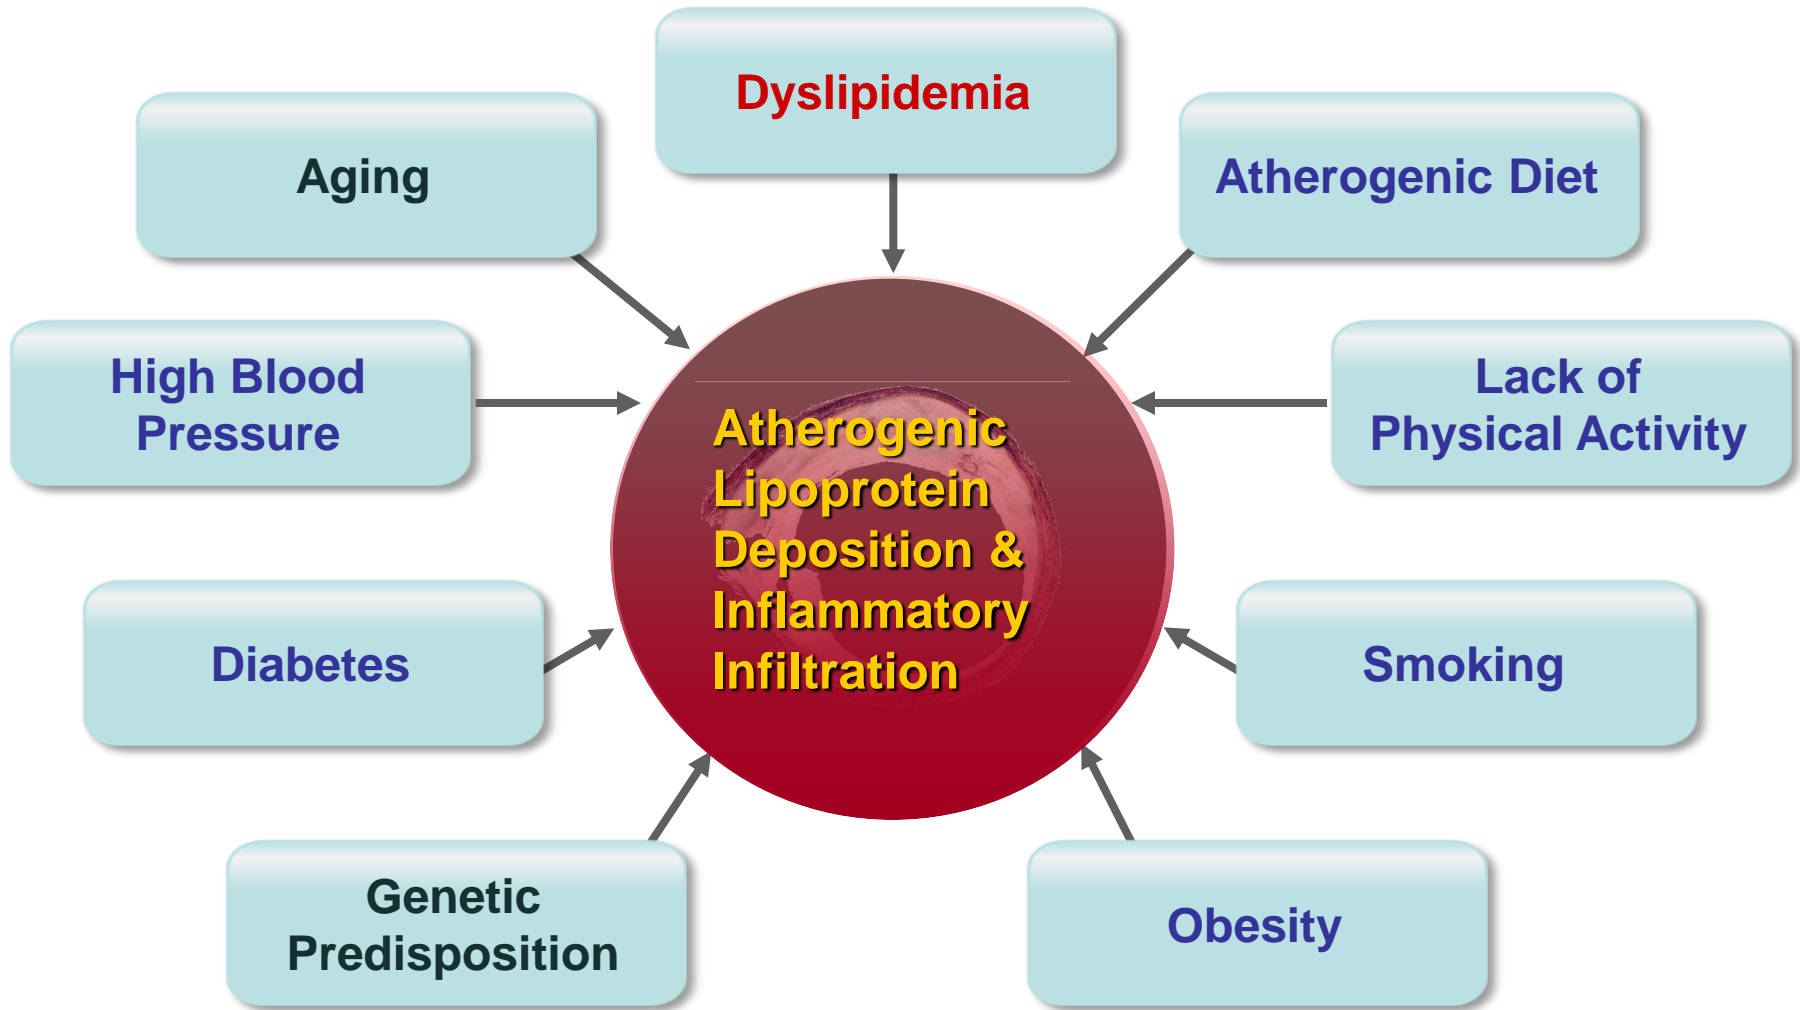 Dyslipidemia
Aging
Atherogenic Diet
High Blood
Pressure
Lack of
Physical Activity
Atherogenic
Lipoprotein
Deposition &
Inflammatory
Infiltration
Diabetes
Smoking
Genetic
Predisposition
Obesity